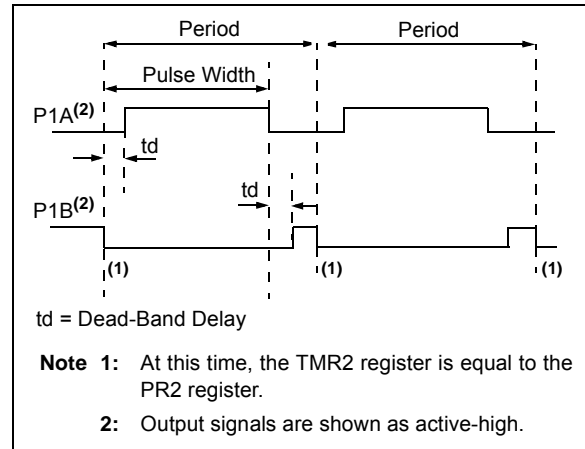 Period Period
Pulse Width
P1A(2)
td
td
P1B(2)
(1) (1) (1)
td = Dead-Band Delay
Note 1: At this time, the TMR2 register is equal to the
PR2 register.
2: Output signals are shown as active-high.